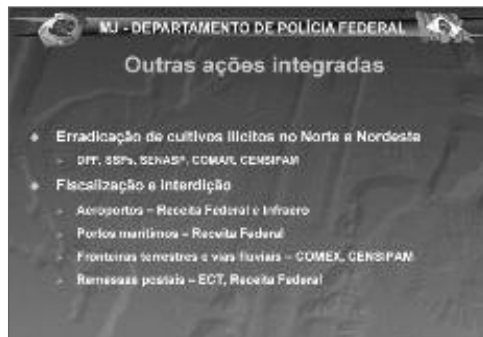 MJ - DEPARTAMENTO DE POLÍCIA FEDERAL
Outras ações integradas
Erradicação de cultivos ilícitos no Norte e Nordeste
DPF, SSPs, SENASP, COMAR, CENSIPAM
Fiscalização e interdição
Aeroportos – Receita Federal e Infraero
Portos marítimos – Receita Federal
Fronteiras terrestres e vias fluviais – COMEX, CENSIPAM
Remessas postais – ECT, Receita Federal